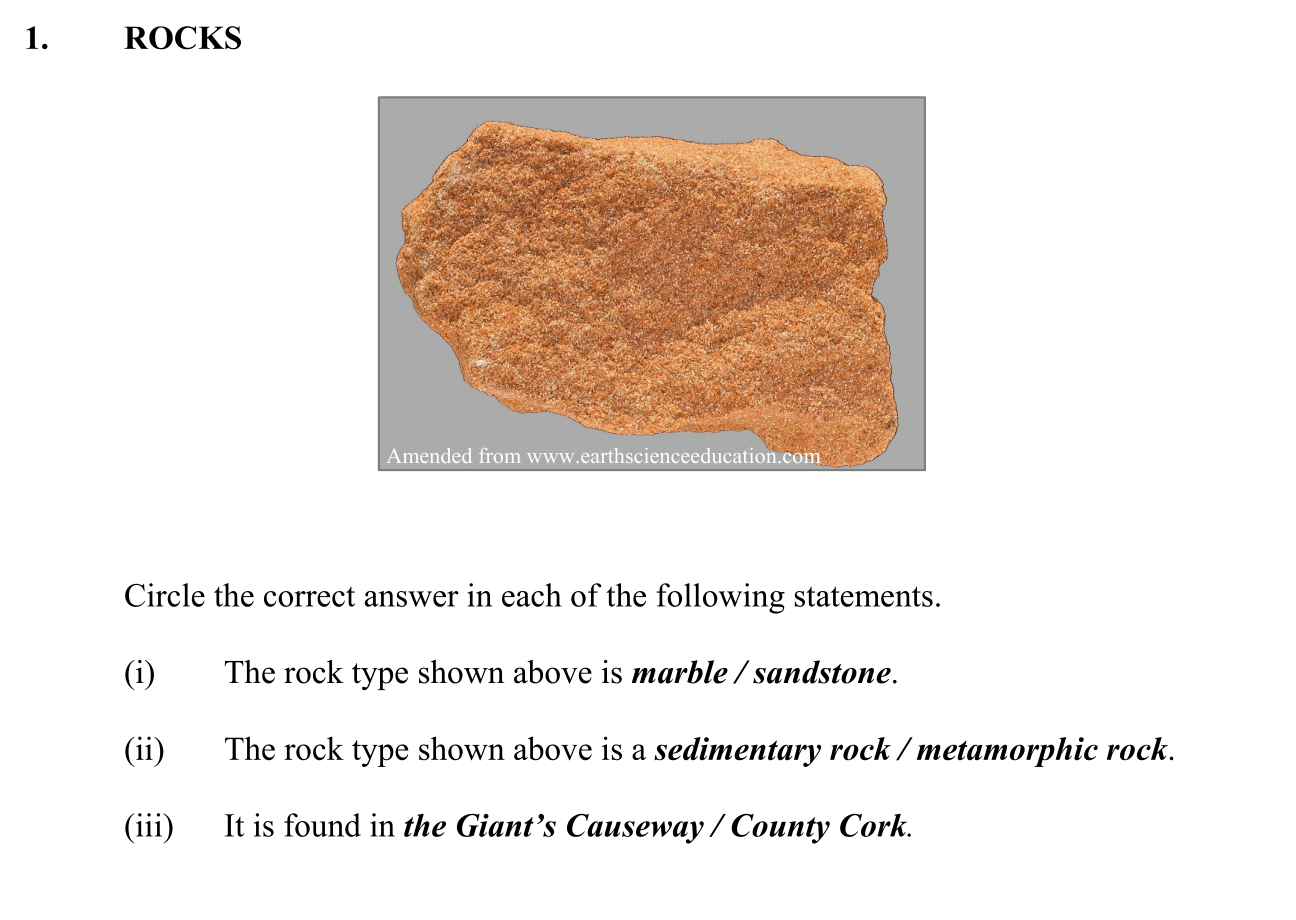 1. ROCKS
Amended from www.earthscienceeducation.com
Circle the correct answer in each of the following statements.
(i) The rock type shown above is marble / sandstone.
(ii) The rock type shown above is a sedimentary rock / metamorphic rock.
(iii) It is found in the Giant’s Causeway / County Cork.